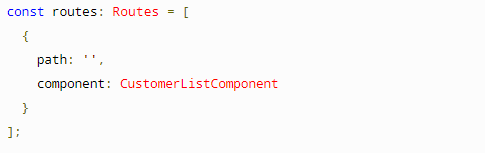 const routes: Routes = [
  {
    path: '',
    component: CustomerListComponent
  }
];